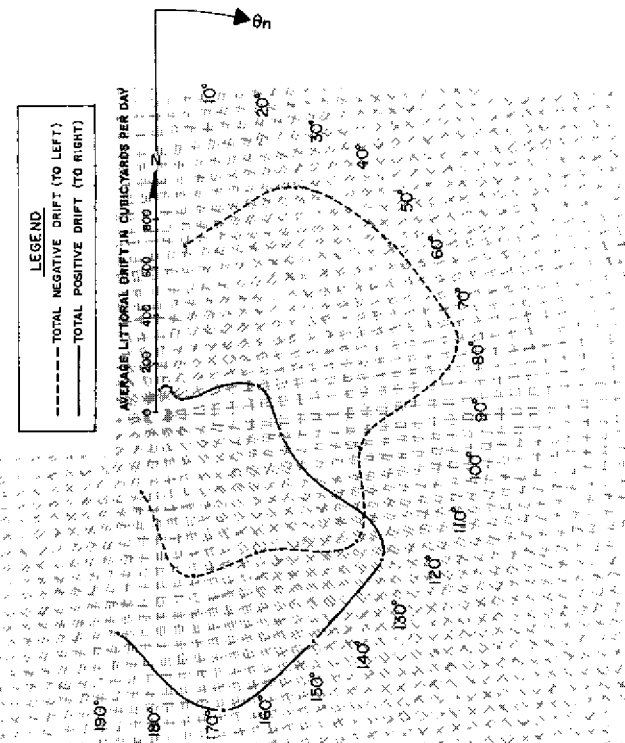 LEGEND
TOTAL NEGATIVE DRIFT (TO LEFT)
TOTAL POSITIVE DRIFT (TO RIGHT)
AVERAGE LITTORAL DRIFT IN CUBIC YARDS PER DAY
0 200 400 600 800
N
θn
10°
20°
30°
40°
50°
60°
70°
80°
90°
100°
110°
120°
130°
140°
150°
160°
170°
180°
190°